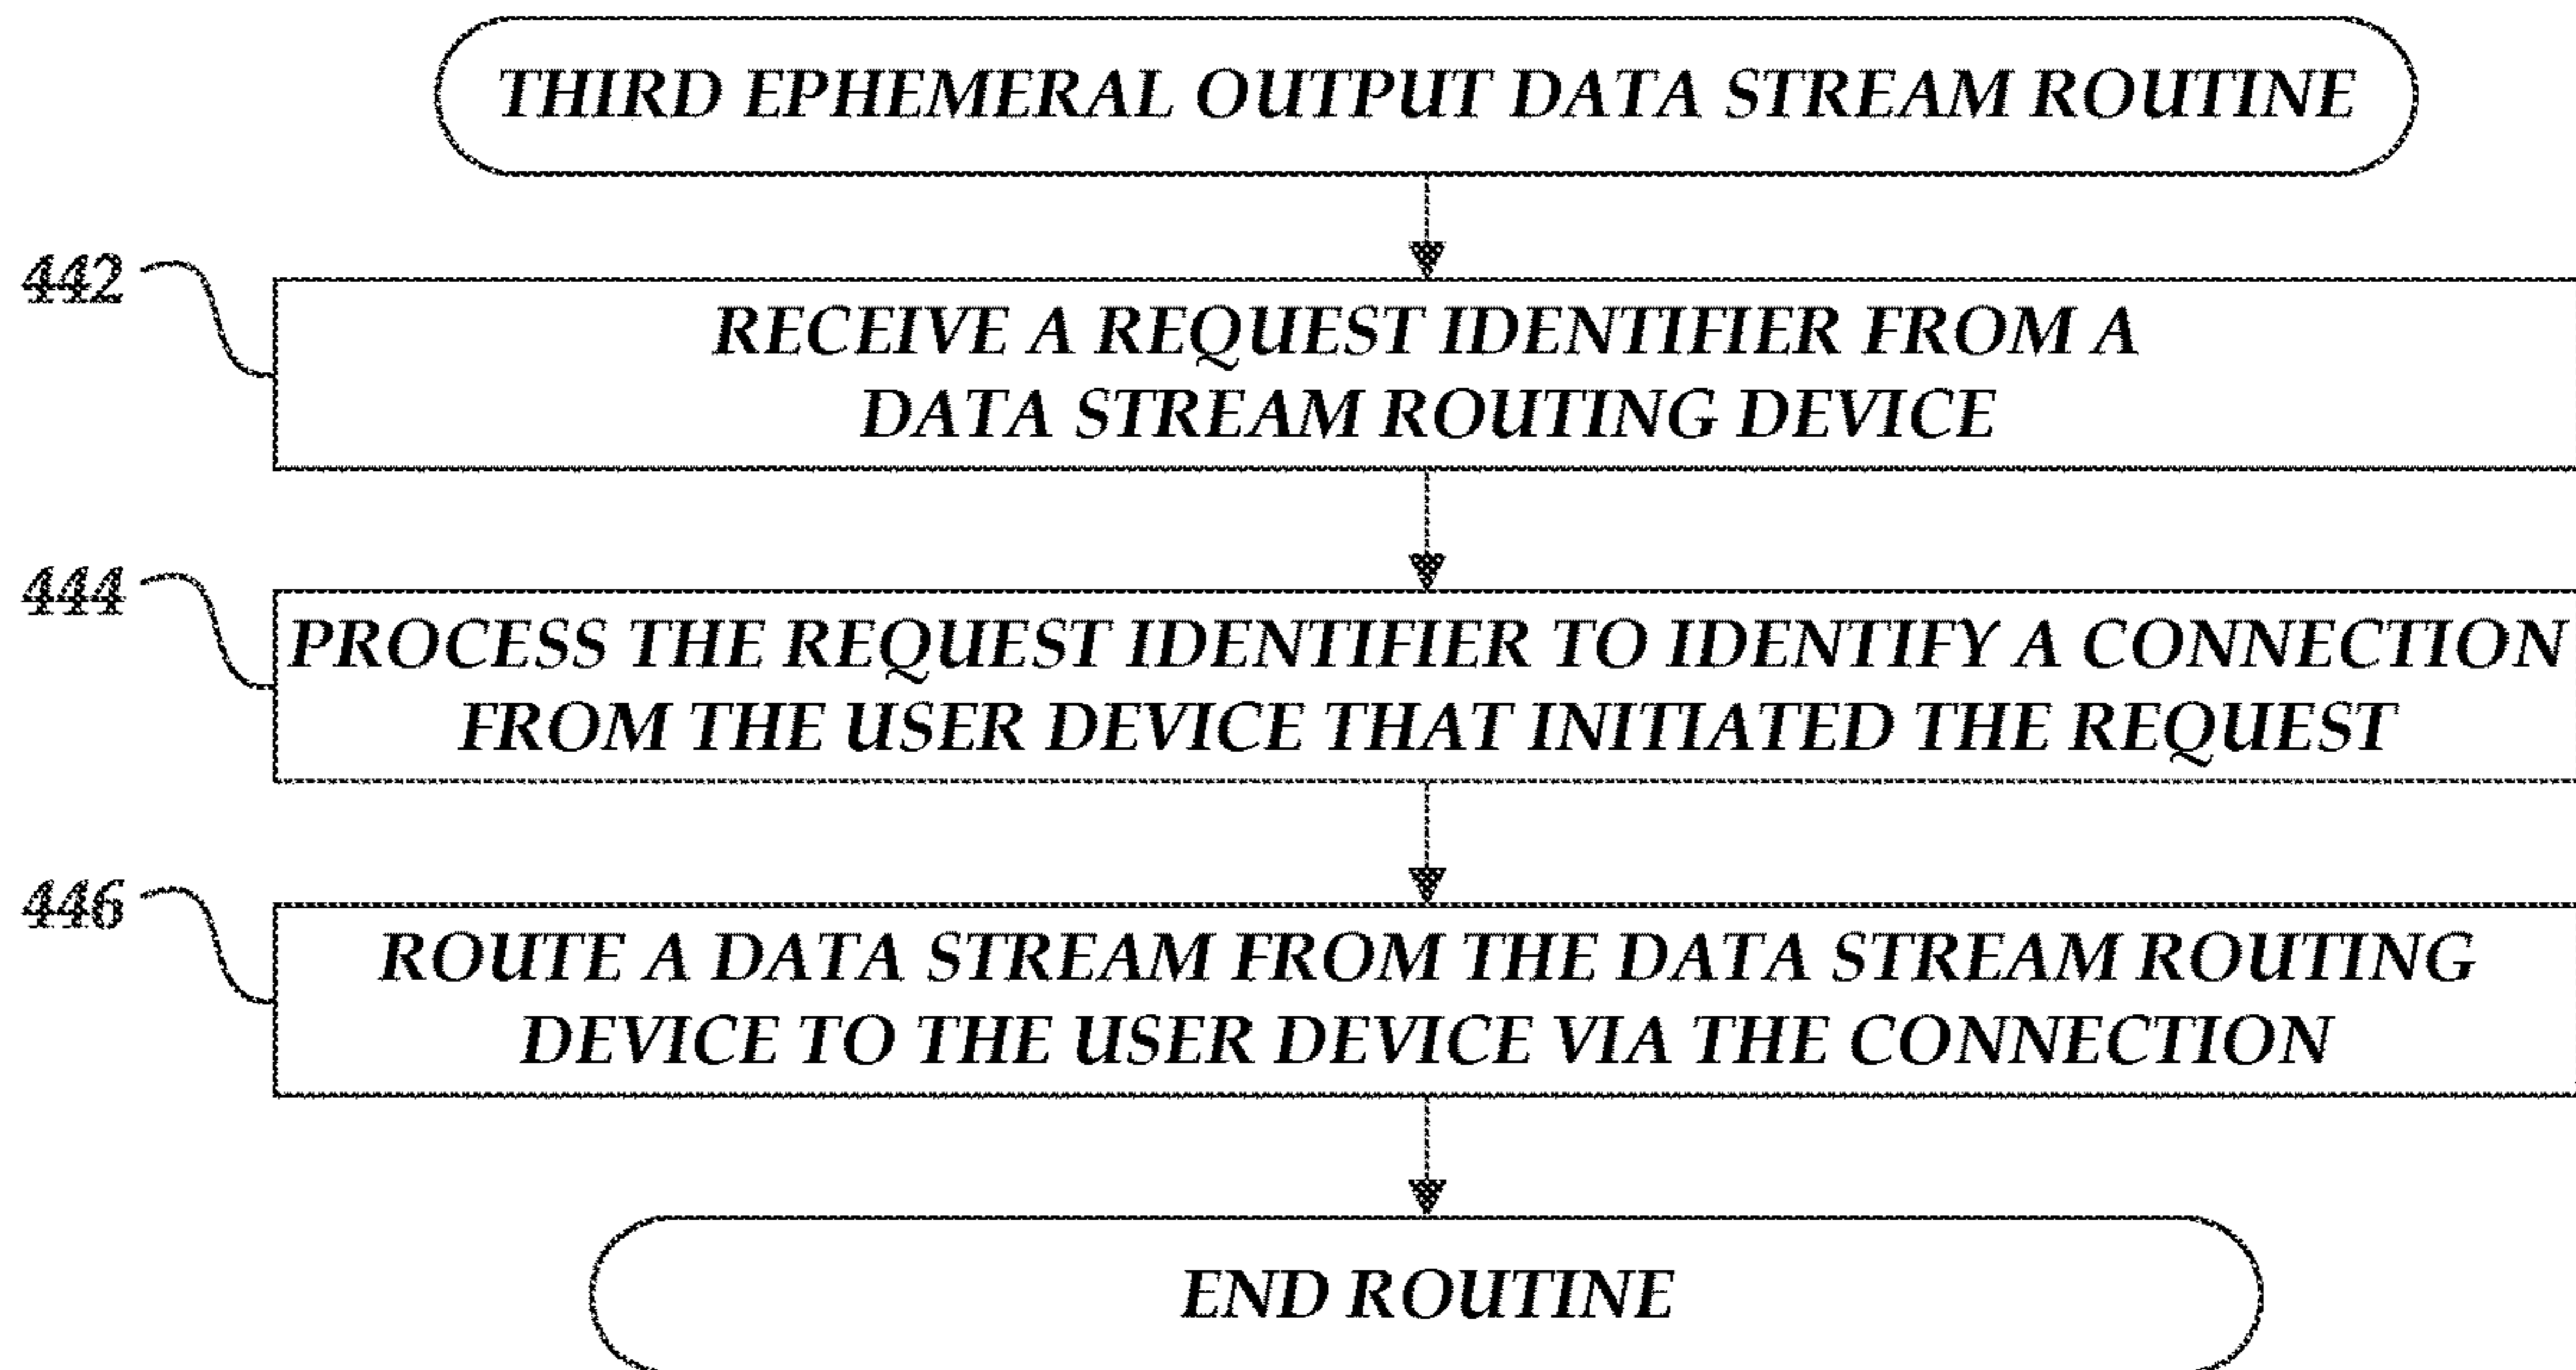 THIRD EPHEMERAL OUTPUT DATA STREAM ROUTINE
442
RECEIVE A REQUEST IDENTIFIER FROM A
DATA STREAM ROUTING DEVICE
444
PROCESS THE REQUEST IDENTIFIER TO IDENTIFY A CONNECTION
FROM THE USER DEVICE THAT INITIATED THE REQUEST
446
ROUTE A DATA STREAM FROM THE DATA STREAM ROUTING
DEVICE TO THE USER DEVICE VIA THE CONNECTION
END ROUTINE